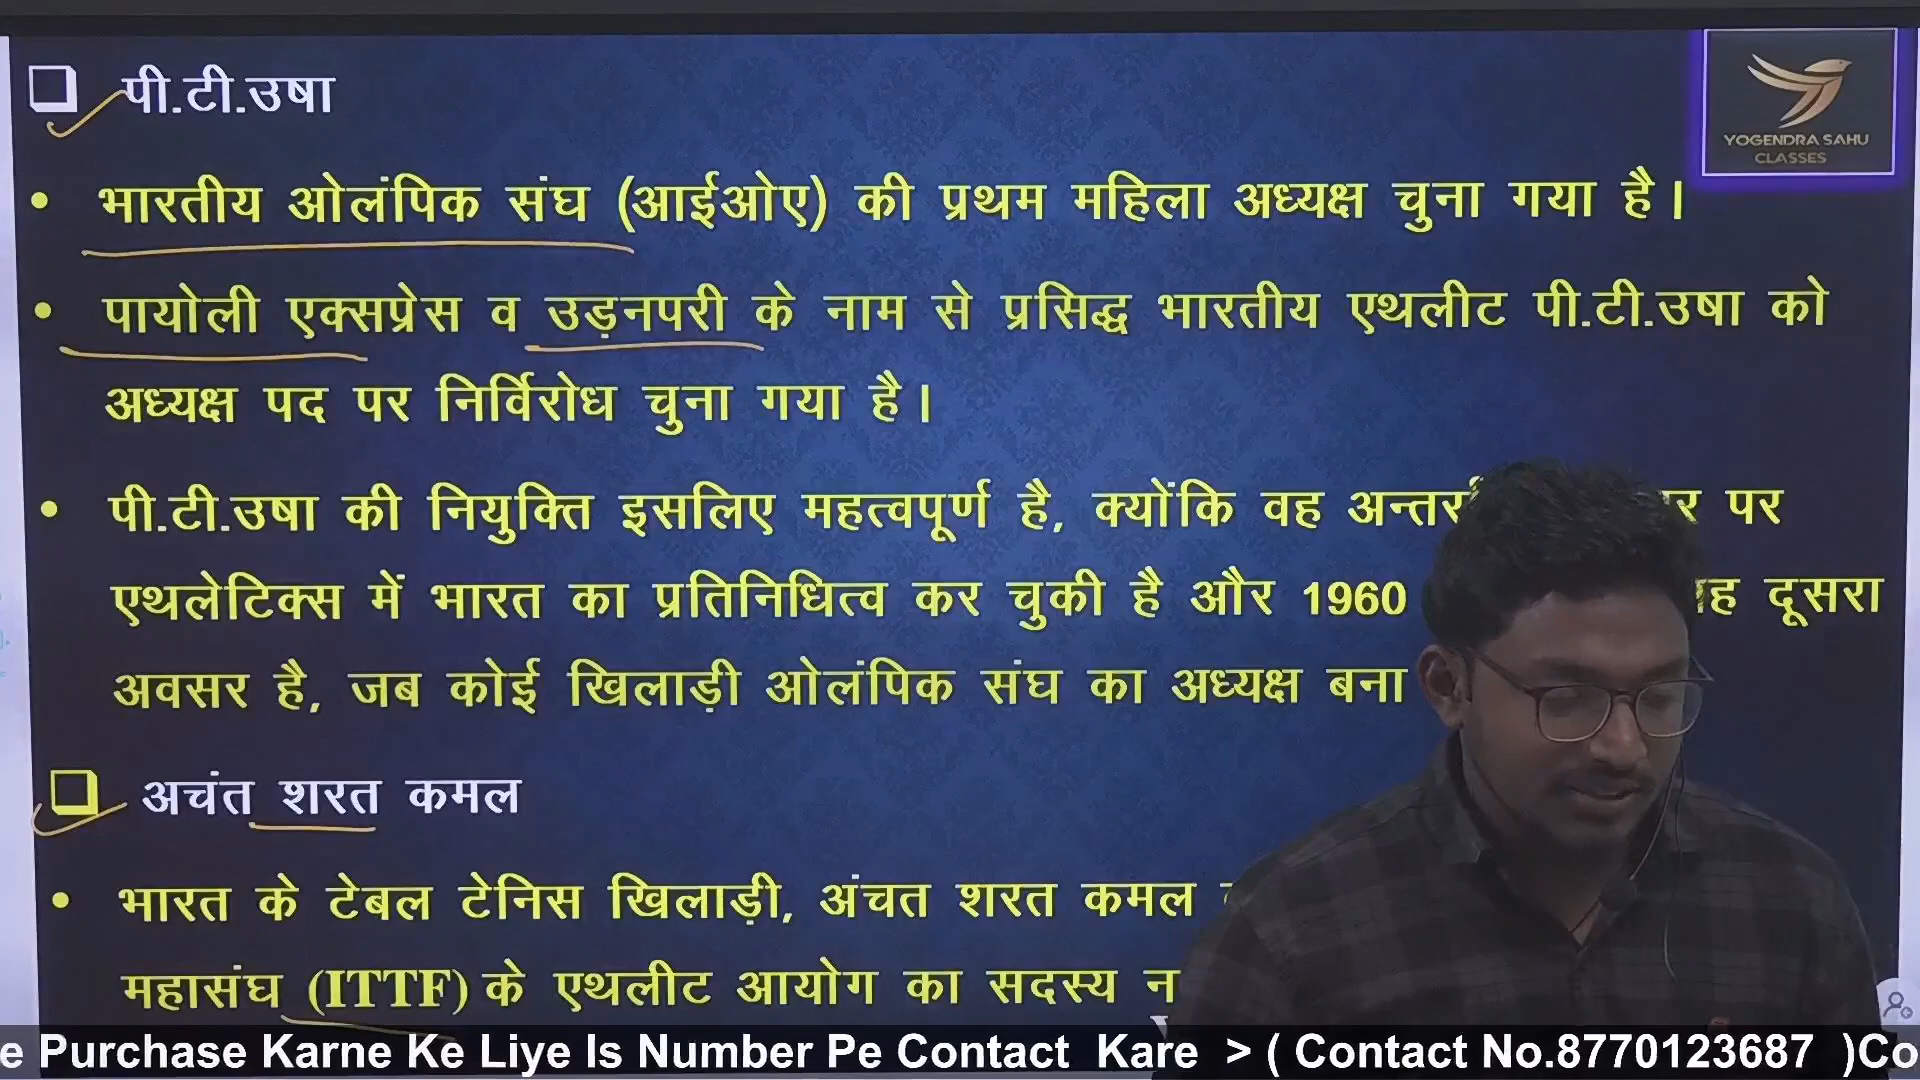 पी.टी.उषा
YOGENDRA SAHU
CLASSES
भारतीय ओलंपिक संघ (आईओए) की प्रथम महिला अध्यक्ष चुना गया है।
पायोली एक्सप्रेस व उड़नपरी के नाम से प्रसिद्ध भारतीय एथलीट पी.टी.उषा को
अध्यक्ष पद पर निर्विरोध चुना गया है।
पी.टी.उषा की नियुक्ति इसलिए महत्वपूर्ण है, क्योंकि वह पर
एथलेटिक्स में भारत का प्रतिनिधित्व कर चुकी है और 1960 दूसरा
अवसर है, जब कोई खिलाड़ी ओलंपिक संघ का अध्यक्ष बना
अचंत शरत कमल
भारत के टेबल टेनिस खिलाड़ी, अंचत शरत कमल
महासंघ (ITTF) के एथलीट आयोग का सदस्य
e Purchase Karne Ke Liye Is Number Pe Contact Kare > ( Contact No.8770123687 )Co